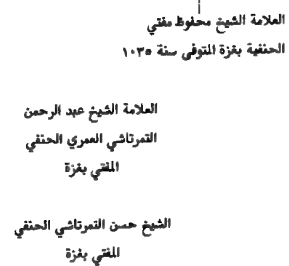 العلامة الشيخ محفوظ مفتي
الحنفية بغزة المتوفى سنة ١٠٣٥
العلامة الشيخ عبد الرحمن
التمرتاشي العمري الحنفي
المفتي بغزة
الشيخ حسن التمرتاشي الحنفي
المفتي بغزة